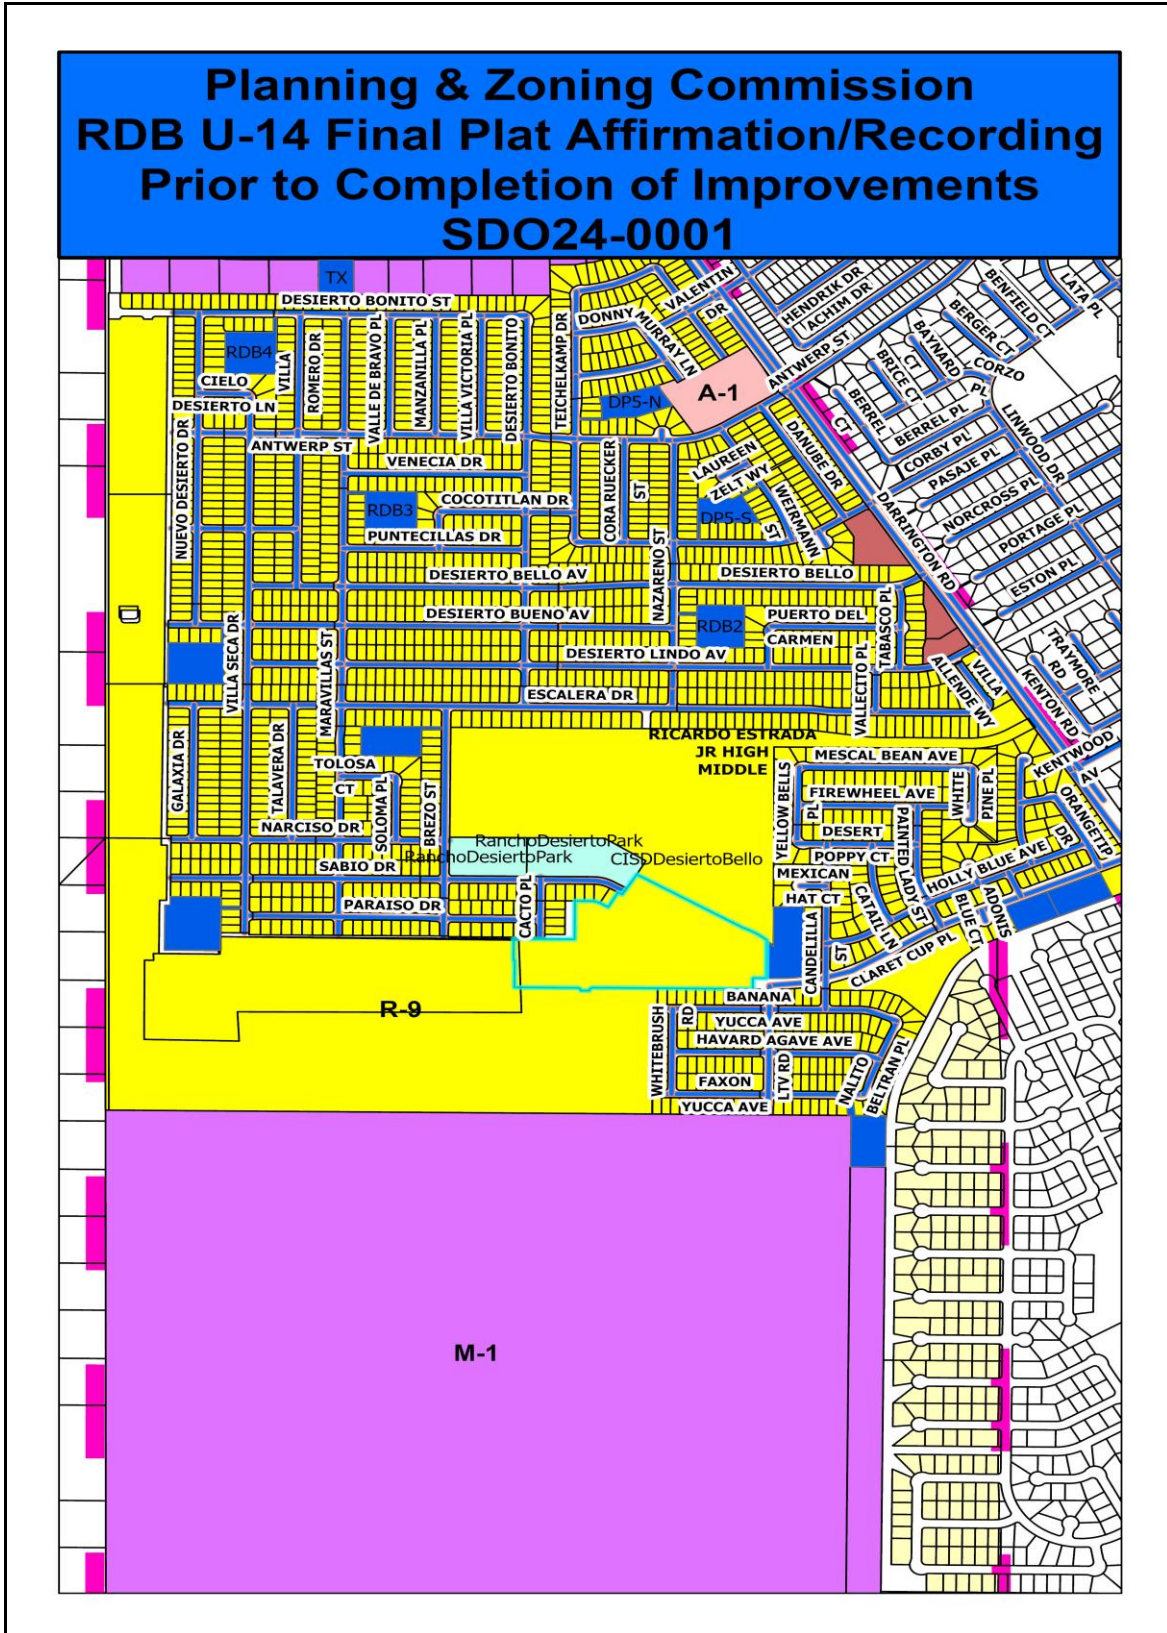 Planning & Zoning Commission
RDB U-14 Final Plat Affirmation/Recording
Prior to Completion of Improvements
SDO24-0001
TX
DESIERTO BONITO ST
RDB4
CIELO
DESIERTO LN
VILLA
ROMERO DR
VALLE DE BRAVO PL
MANZANILLA PL
VILLA VICTORIA PL
DESIERTO BONITO
TEICHELKAMP DR
DONNY
MURRAY LN
VALENTIN
DR
HENDRIK DR
ACHIM DR
ANTWERP ST
BENFIELD CT
BERGER CT
LATA PL
BAYNARD
CT
BRICE CT
CORZO
PL
BERREL
CT
BERREL PL
CORBY PL
PASAJE PL
LINWOOD DR
NORCROSS PL
PORTAGE PL
ESTON PL
A-1
DP5-N
DANUBE DR
DARRINGTON RD
NUEVO DESIERTO DR
ANTWERP ST
VENECIA DR
RDB3
COCOTITLAN DR
PUNTECILLAS DR
CORA RUECKER
ST
LAUREEN
ZELT WY
WEIRMANN
ST
DP5-S
NAZARENO ST
DESIERTO BELLO AV
DESIERTO BELLO
DESIERTO BUENO AV
RDB2
PUERTO DEL
CARMEN
TABASCO PL
DESIERTO LINDO AV
VALLECITO PL
VILLA
ALLENDE WY
TRAYMORE
RD
KENTON RD
KENTWOOD
AV
VILLA SECA DR
MARAVILLAS ST
ESCALERA DR
RICARDO ESTRADA
JR HIGH
MIDDLE
GALAXIA DR
TALAVERA DR
TOLOSA
CT
SOLOMA PL
BREZO ST
NARCISO DR
SABIO DR
PARAISO DR
CACTO PL
RanchoDesiertoPark
RanchoDesiertoPark
CISDDesiertoBello
MESCAL BEAN AVE
YELLOW BELLS
PL
FIREWHEEL AVE
WHITE
PINE PL
DESERT
POPPY CT
PAINTED LADY ST
ORANGETIP
DR
HOLLY BLUE AVE
MEXICAN
HAT CT
CATAIL LN
ADONIS
BLUE CT
CANDELILLA
ST
CLARET CUP PL
R-9
BANANA
YUCCA AVE
WHITEBRUSH
RD
HAVARD AGAVE AVE
FAXON
YUCCA AVE
LTV RD
NALITO
BELTRAN PL
M-1